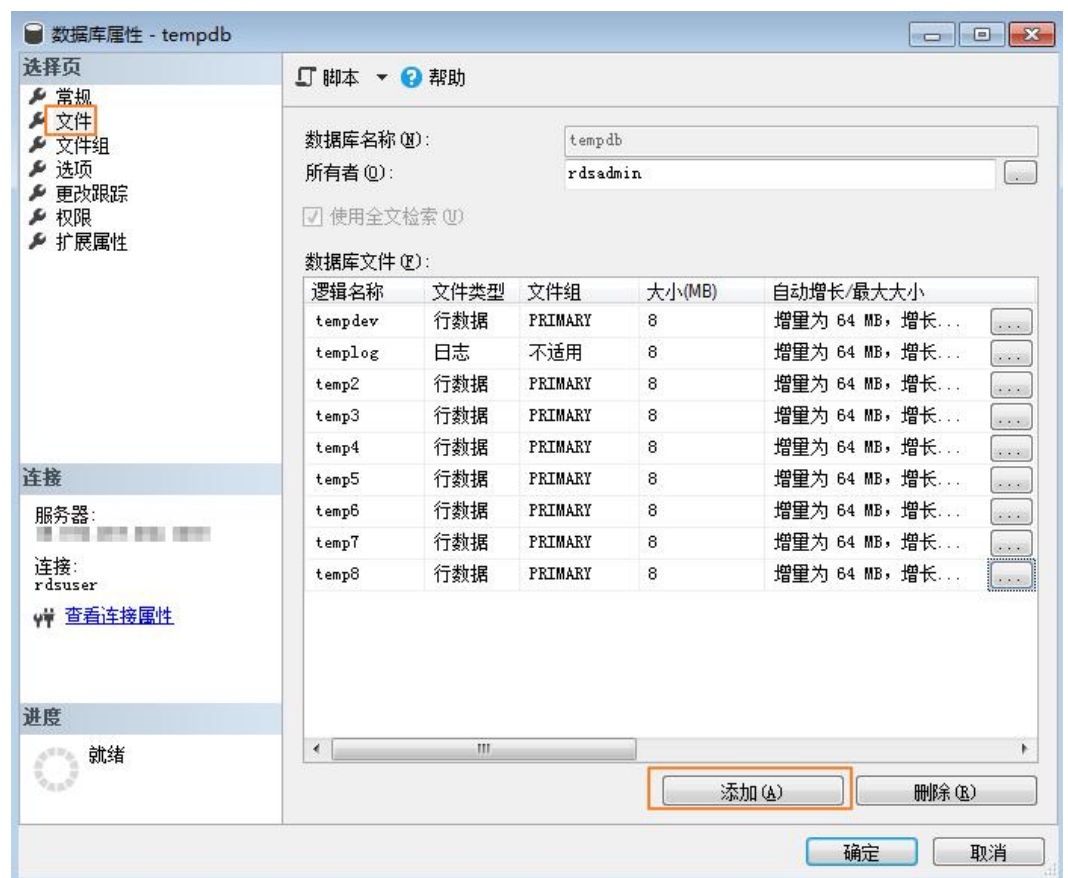 数据库属性 - tempdb
选择页
常规
文件
文件组
选项
更改跟踪
权限
扩展属性
连接
服务器:
连接:
rdsuser
查看连接属性
进度
就绪
脚本 帮助
数据库名称(N): tempdb
所有者(O): rdsadmin
使用全文检索(U)
数据库文件(F):
逻辑名称 文件类型 文件组 大小(MB) 自动增长/最大大小
tempdev 行数据 PRIMARY 8 增量为 64 MB，增长... ...
templog 日志 不适用 8 增量为 64 MB，增长... ...
temp2 行数据 PRIMARY 8 增量为 64 MB，增长... ...
temp3 行数据 PRIMARY 8 增量为 64 MB，增长... ...
temp4 行数据 PRIMARY 8 增量为 64 MB，增长... ...
temp5 行数据 PRIMARY 8 增量为 64 MB，增长... ...
temp6 行数据 PRIMARY 8 增量为 64 MB，增长... ...
temp7 行数据 PRIMARY 8 增量为 64 MB，增长... ...
temp8 行数据 PRIMARY 8 增量为 64 MB，增长... ...
添加(A) 删除(R)
确定 取消